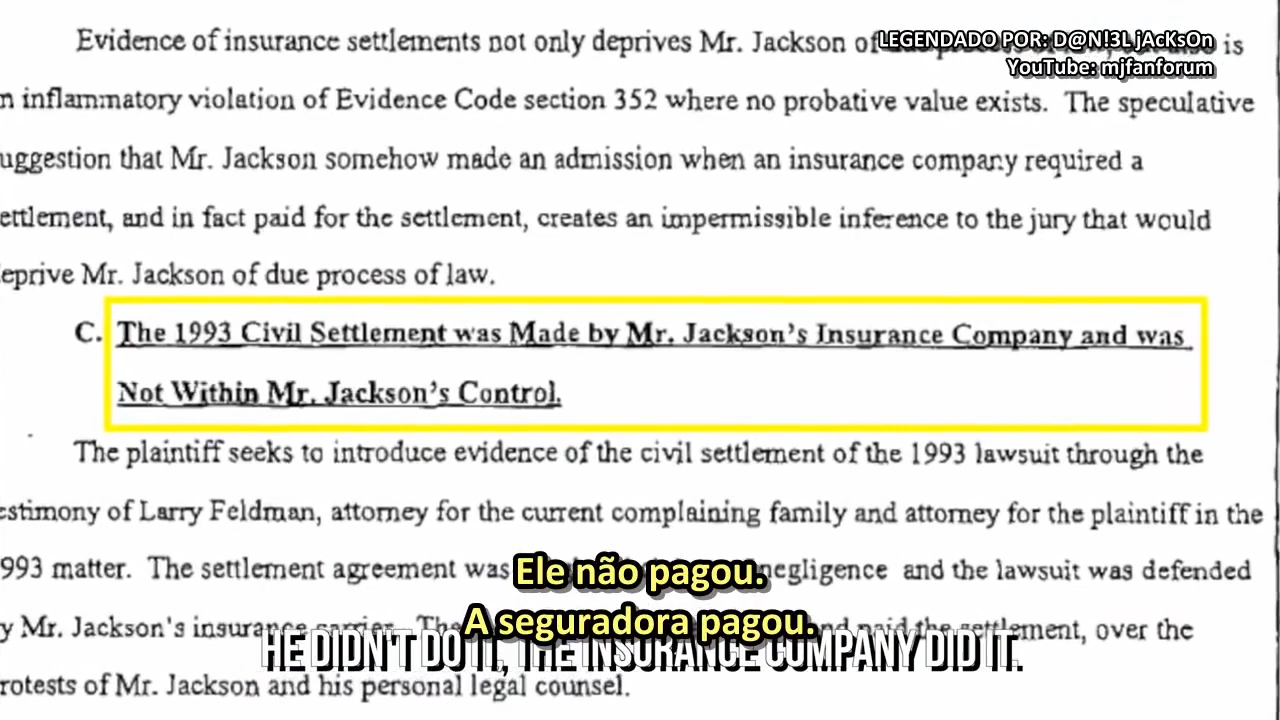 Evidence of insurance settlements not only deprives Mr. Jackson of is
LEGENDADO POR: D@N!3L jAcKsOn
YouTube: mjfanforum
n inflammatory violation of Evidence Code section 352 where no probative value exists. The speculative
uggestion that Mr. Jackson somehow made an admission when an insurance company required a
ettlement, and in fact paid for the settlement, creates an impermissible inference to the jury that would
eprive Mr. Jackson of due process of law.
C. The 1993 Civil Settlement was Made by Mr. Jackson's Insurance Company and was
Not Within Mr. Jackson's Control.
The plaintiff seeks to introduce evidence of the civil settlement of the 1993 lawsuit through the
estimony of Larry Feldman, attorney for the current complaining family and attorney for the plaintiff in the
993 matter. The settlement agreement was negligence and the lawsuit was defended
Ele não pagou.
A seguradora pagou.
y Mr. Jackson's insurance carrier. The nd paid the settlement, over the
HE DIDN'T DO IT, THE INSURANCE COMPANY DID IT.
rotests of Mr. Jackson and his personal legal counsel.